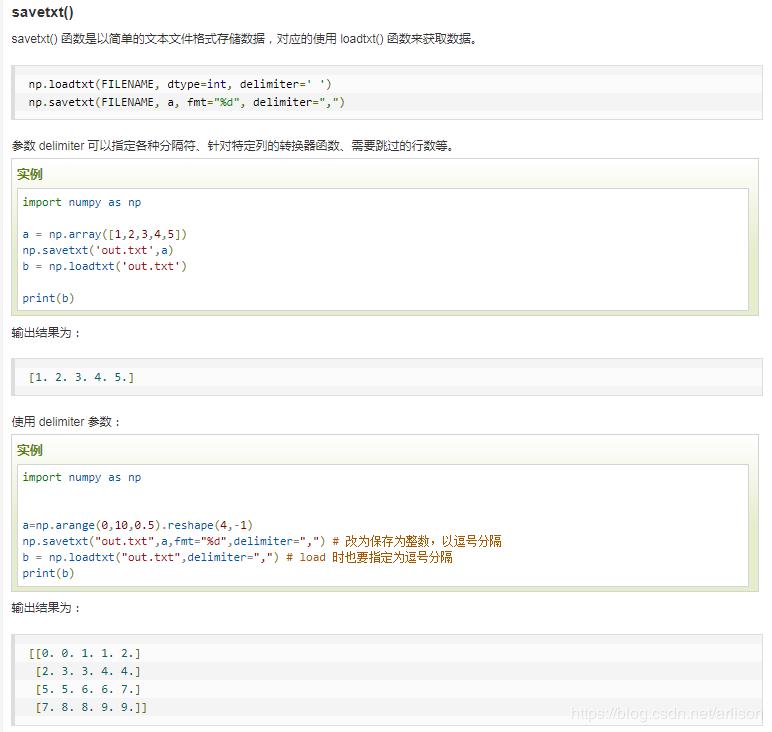 savetxt()
savetxt() 函数是以简单的文本文件格式存储数据，对应的使用 loadtxt() 函数来获取数据。
np.loadtxt(FILENAME, dtype=int, delimiter=' ')
np.savetxt(FILENAME, a, fmt="%d", delimiter=",")
参数 delimiter 可以指定各种分隔符、针对特定列的转换器函数、需要跳过的行数等。
实例
import numpy as np
a = np.array([1,2,3,4,5])
np.savetxt('out.txt',a)
b = np.loadtxt('out.txt')
print(b)
输出结果为：
[1. 2. 3. 4. 5.]
使用 delimiter 参数：
实例
import numpy as np
a=np.arange(0,10,0.5).reshape(4,-1)
np.savetxt("out.txt",a,fmt="%d",delimiter=",") # 改为保存为整数，以逗号分隔
b = np.loadtxt("out.txt",delimiter=",") # load 时也要指定为逗号分隔
print(b)
输出结果为：
[[0. 0. 1. 1. 2.]
[2. 3. 3. 4. 4.]
[5. 5. 6. 6. 7.]
[7. 8. 8. 9. 9.]]
https://blog.csdn.net/arlison